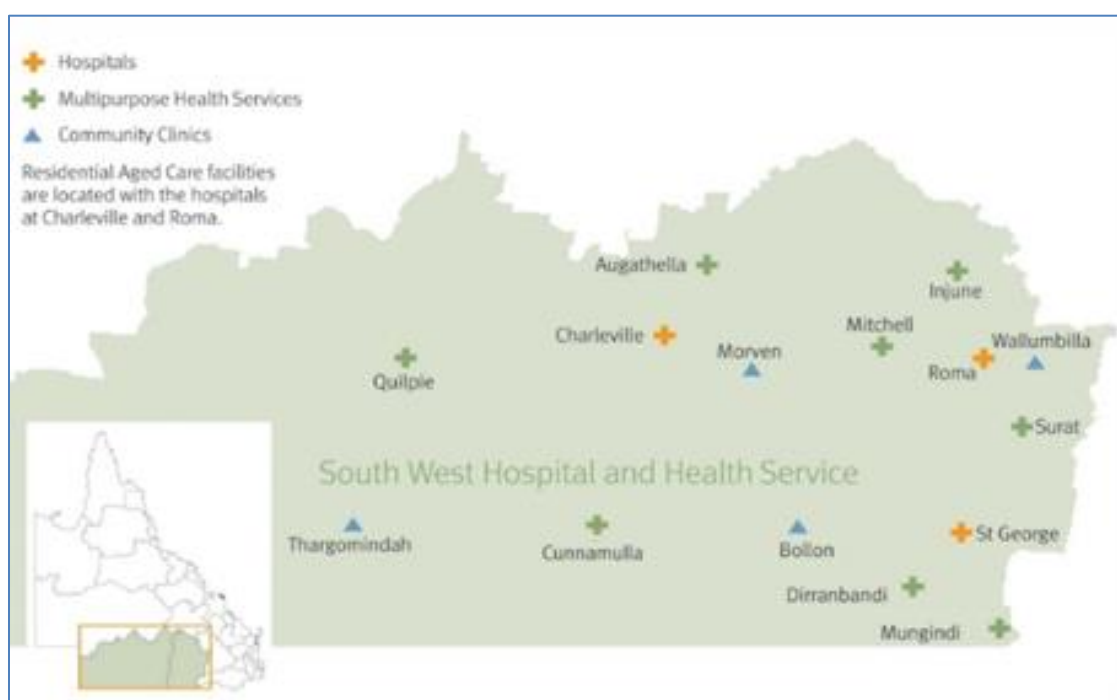 Hospitals
Multipurpose Health Services
Community Clinics
Residential Aged Care facilities
are located with the hospitals
at Charleville and Roma.
Augathella
Injune
Charleville
Mitchell
Morven
Wallumbilla
Roma
Quilpie
Surat
South West Hospital and Health Service
Thargomindah
Cunnamulla
Bollon
St George
Dirranbandi
Mungindi